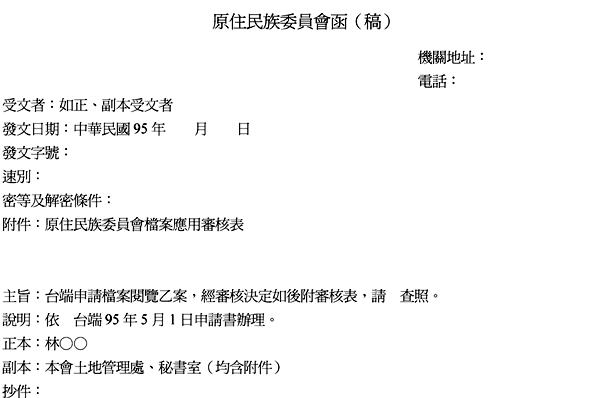 原住民族委員會函（稿）
機關地址：
電話：
受文者：如正、副本受文者
發文日期：中華民國 95 年　　月　　日
發文字號：
速別：
密等及解密條件：
附件：原住民族委員會檔案應用審核表
主旨：台端申請檔案閱覽乙案，經審核決定如後附審核表，請　查照。
說明：依　台端 95 年 5 月 1 日申請書辦理。
正本：林○○
副本：本會土地管理處、秘書室（均含附件）
抄件：